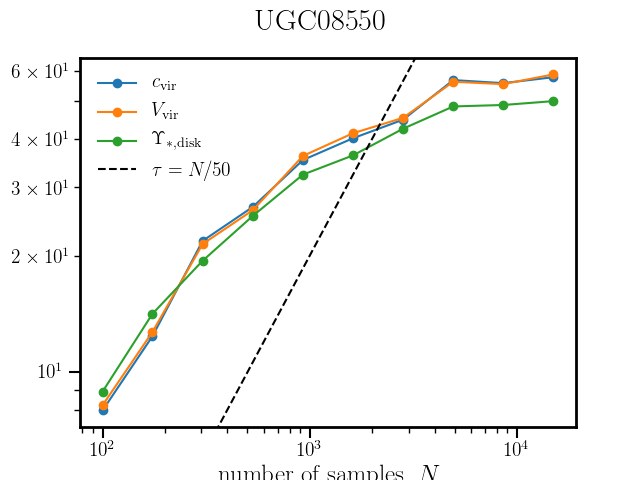 UGC08550
c_vir
V_vir
Υ_*,disk
τ = N/50
6 × 10^1
4 × 10^1
3 × 10^1
2 × 10^1
10^1
10^2 10^3 10^4
number of samples N